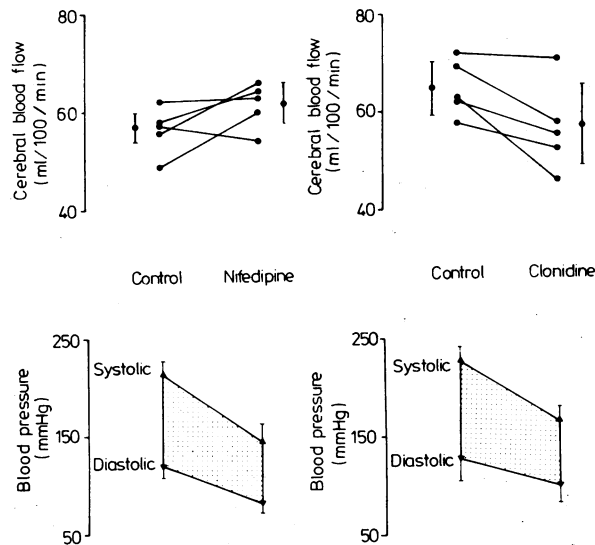 Cerebral blood flow
(ml/100/min)
80
60
40
Control
Nifedipine
Cerebral blood flow
(ml/100/min)
80
60
40
Control
Clonidine
Blood pressure
(mmHg)
250
150
50
Systolic
Diastolic
Blood pressure
(mmHg)
250
150
50
Systolic
Diastolic